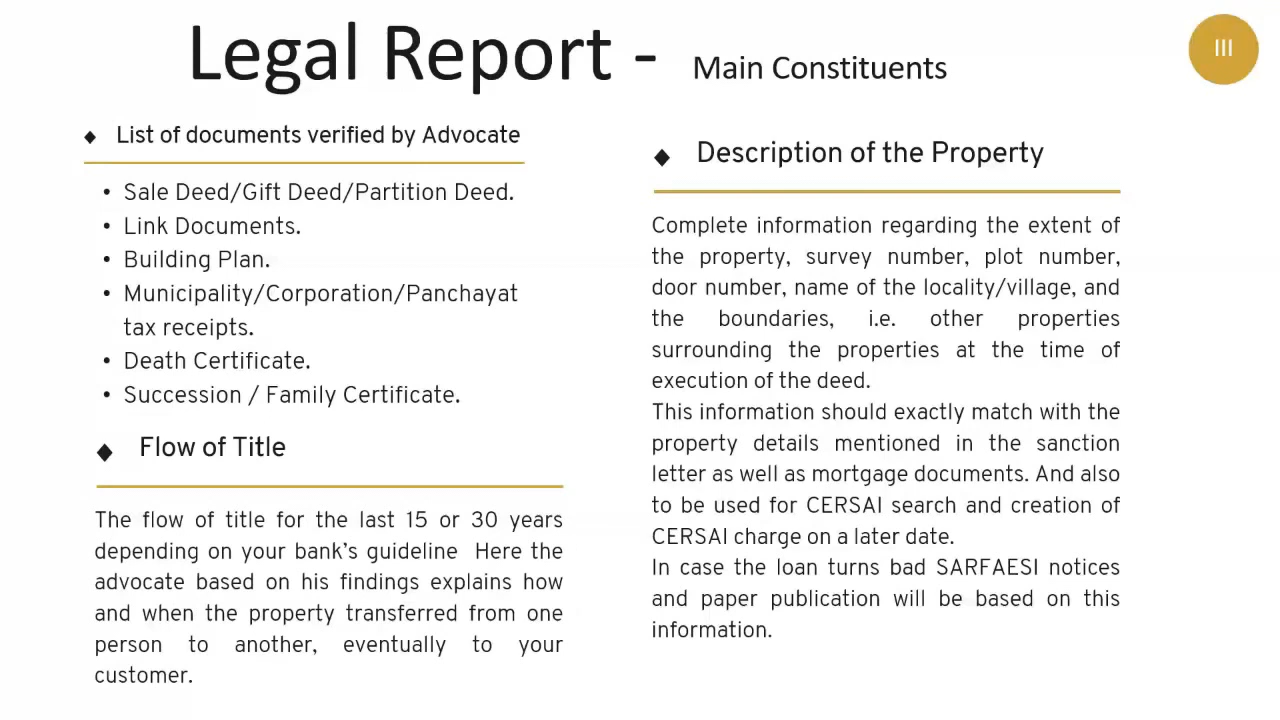 Legal Report - Main Constituents
III
◆ List of documents verified by Advocate
• Sale Deed/Gift Deed/Partition Deed.
• Link Documents.
• Building Plan.
• Municipality/Corporation/Panchayat
tax receipts.
• Death Certificate.
• Succession / Family Certificate.
◆ Flow of Title
The flow of title for the last 15 or 30 years
depending on your bank's guideline Here the
advocate based on his findings explains how
and when the property transferred from one
person to another, eventually to your
customer.
◆ Description of the Property
Complete information regarding the extent of
the property, survey number, plot number,
door number, name of the locality/village, and
the boundaries, i.e. other properties
surrounding the properties at the time of
execution of the deed.
This information should exactly match with the
property details mentioned in the sanction
letter as well as mortgage documents. And also
to be used for CERSAI search and creation of
CERSAI charge on a later date.
In case the loan turns bad SARFAESI notices
and paper publication will be based on this
information.